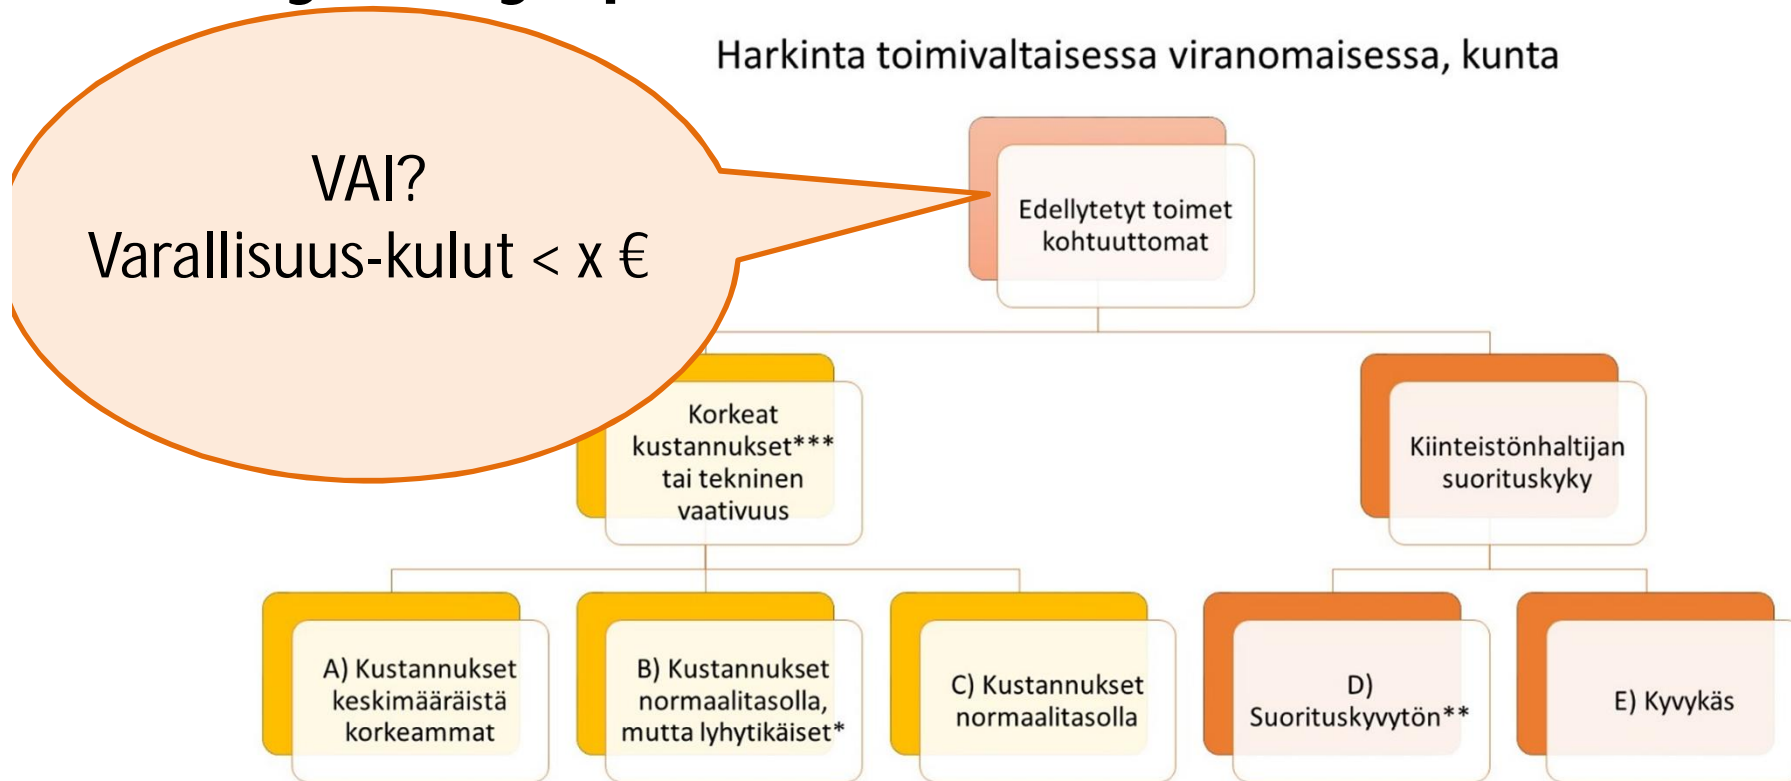 Harkinta toimivaltaisessa viranomaisessa, kunta
VAI?
Varallisuus-kulut < x €
Edellytetyt toimet
kohtuuttomat
Korkeat
kustannukset***
tai tekninen
vaativuus
Kiinteistönhaltijan
suorituskyky
A) Kustannukset
keskimääräistä
korkeammat
B) Kustannukset
normaalitasolla,
mutta lyhytikäiset*
C) Kustannukset
normaalitasolla
D)
Suorituskyvytön**
E) Kyvykäs